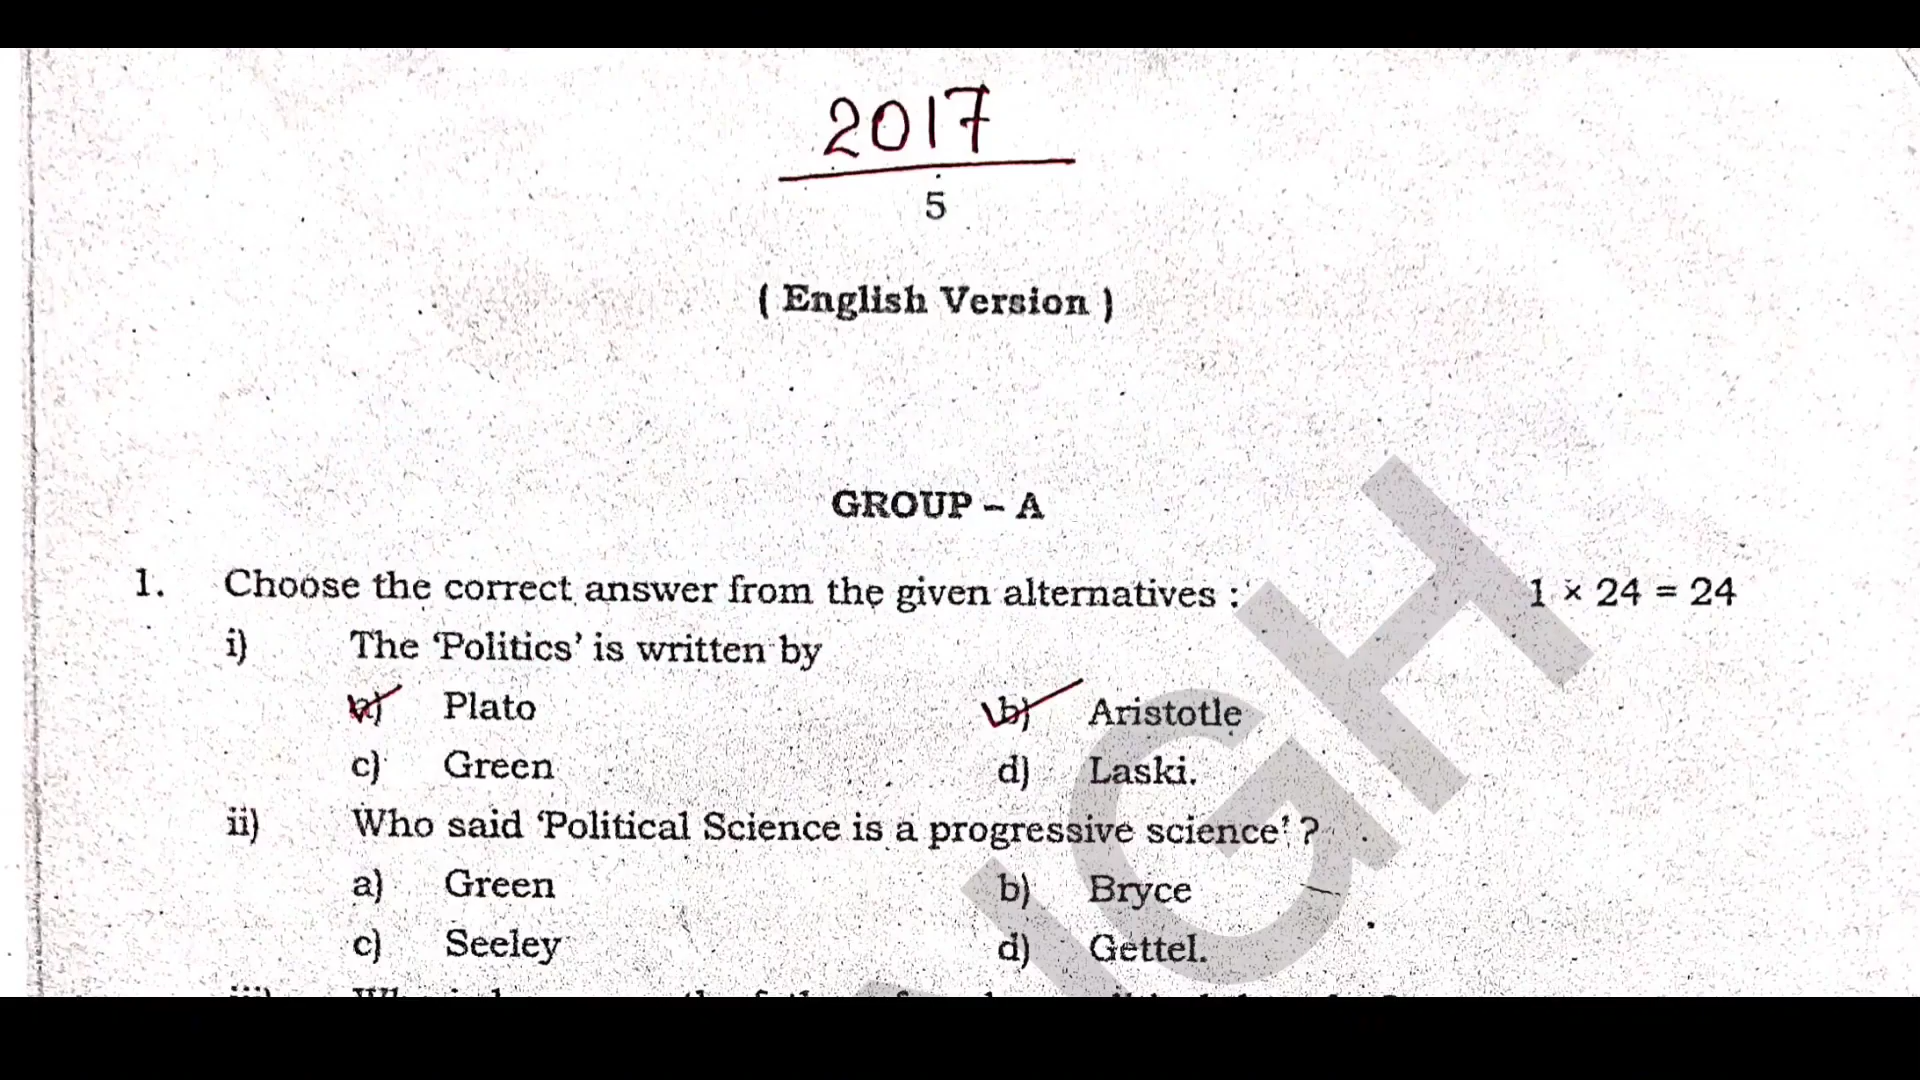 2017
5
( English Version )
GROUP – A
1. Choose the correct answer from the given alternatives : 1 × 24 = 24
i) The ‘Politics’ is written by
a) Plato b) Aristotle
c) Green d) Laski.
ii) Who said ‘Political Science is a progressive science’ ?
a) Green b) Bryce
c) Seeley d) Gettel.